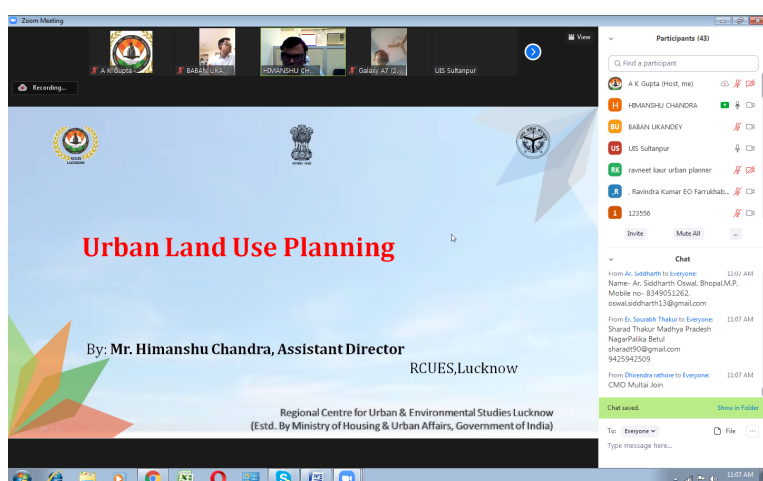 Zoom Meeting
View
A K Gupta
BABAN UKA...
HIMANSHU CH...
Galaxy A7 (2...
UIS Sultanpur
Recording...
RCUES
LUCKNOW
Urban Land Use Planning
By: Mr. Himanshu Chandra, Assistant Director
RCUES,Lucknow
Regional Centre for Urban & Environmental Studies Lucknow
(Estd. By Ministry of Housing & Urban Affairs, Government of India)
Participants (43)
Find a participant
A K Gupta (Host, me)
H HIMANSHU CHANDRA
BU BABAN UKANDEY
US UIS Sultanpur
RK ravneet kaur urban planner
.R . Ravindra Kumar EO Farrukhab...
1 123556
Invite Mute All ...
Chat
From Ar. Siddharth to Everyone: 11:07 AM
Name- Ar. Siddharth Oswal, Bhopal,M.P.
Mobile no- 8349051262.
oswal.siddharth13@gmail.com
From Er. Sourabh Thakur to Everyone: 11:07 AM
Sharad Thakur Madhya Pradesh
NagarPalika Betul
sharadt90@gmail.com
9425942509
From Dhirendra rathore to Everyone: 11:07 AM
CMO Multai Join
Chat saved. Show in Folder
To: Everyone File ...
Type message here...
11:07 AM